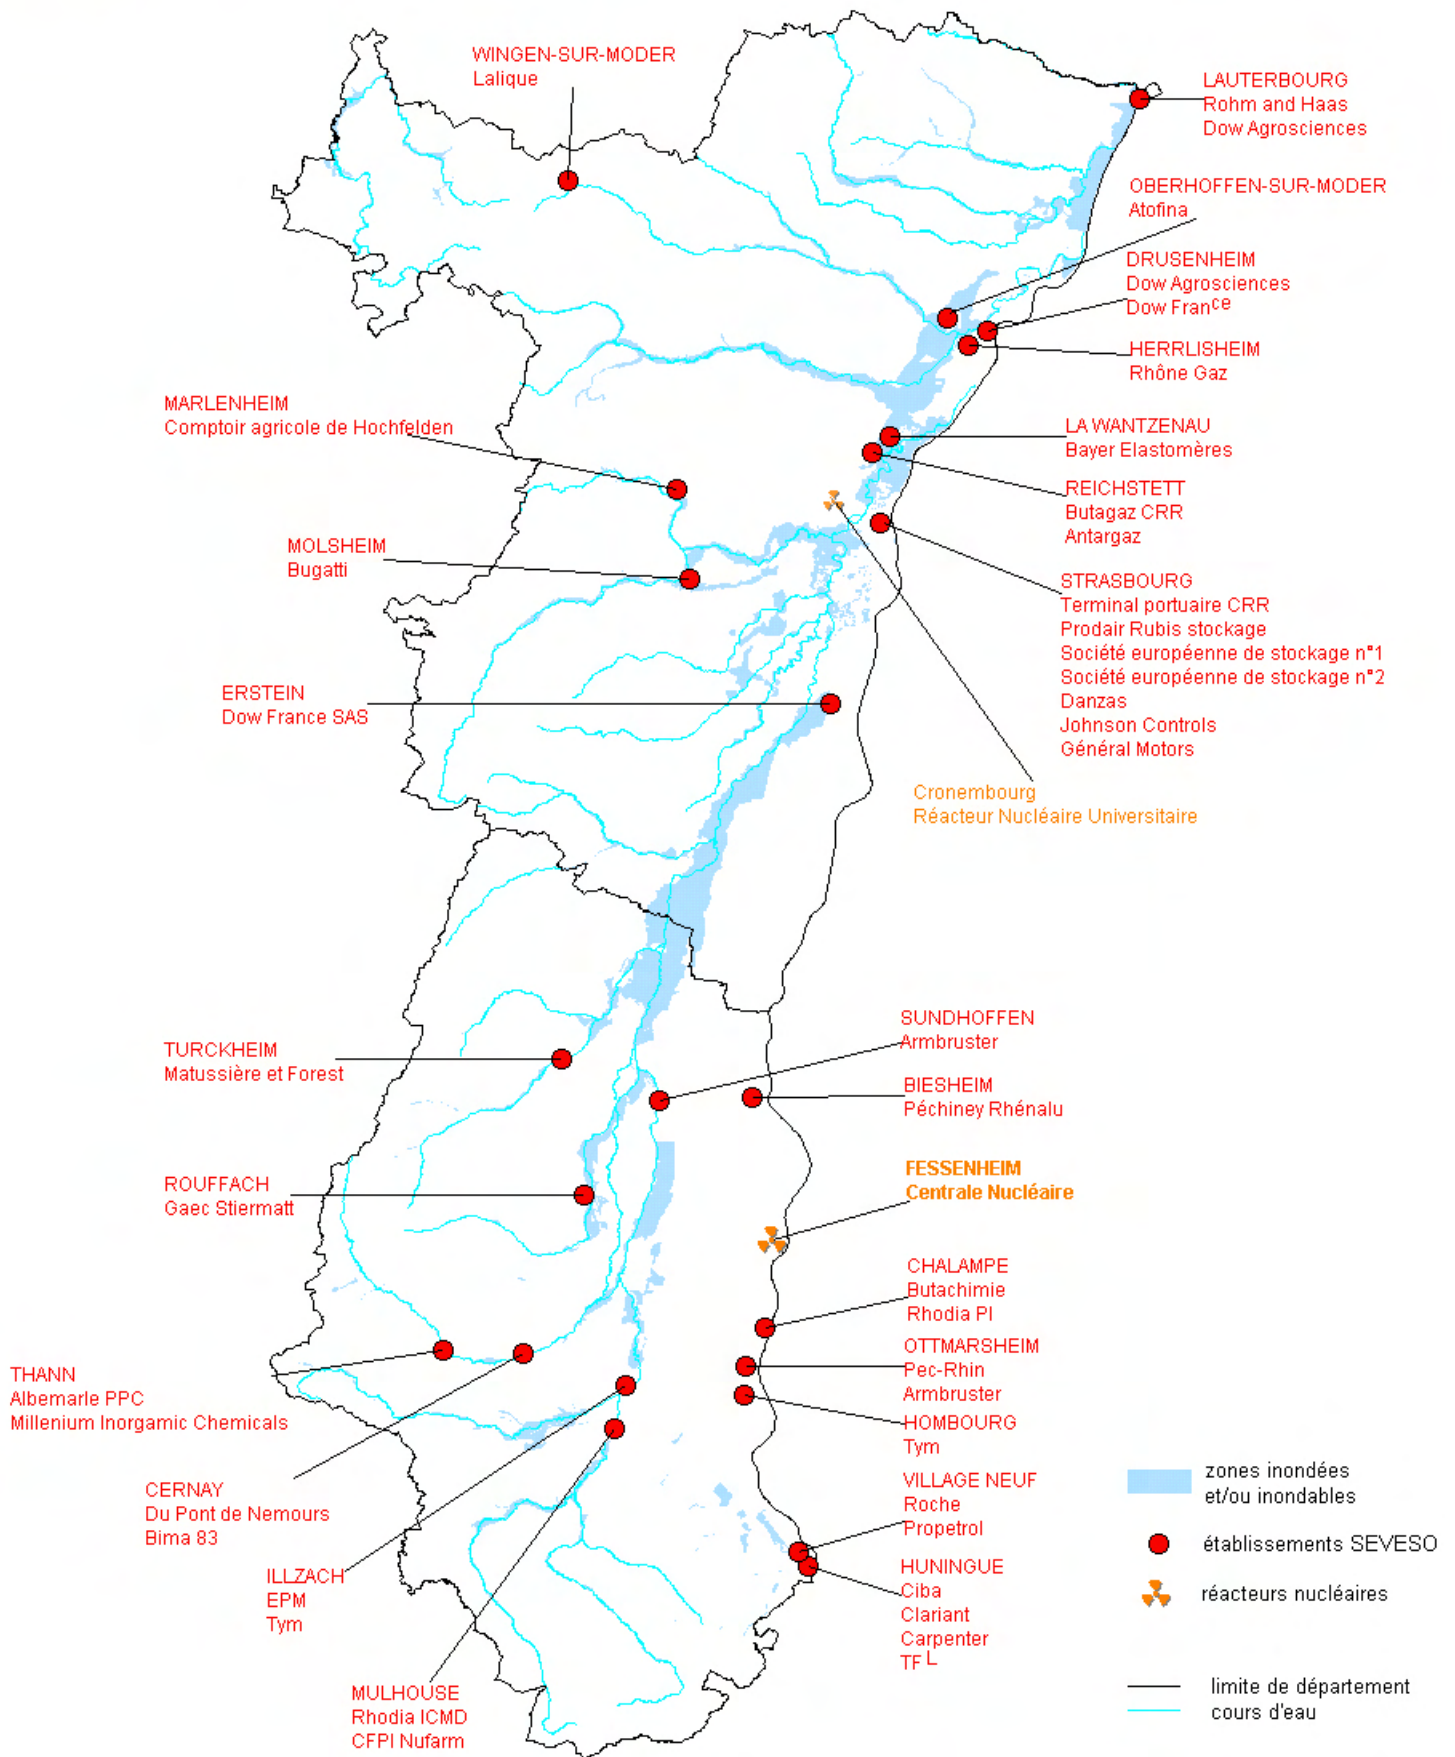 WINGEN-SUR-MODER
Lalique
LAUTERBOURG
Rohm and Haas
Dow Agrosciences
OBERHOFFEN-SUR-MODER
Atofina
DRUSENHEIM
Dow Agrosciences
Dow France
HERRLISHEIM
Rhône Gaz
MARLENHEIM
Comptoir agricole de Hochfelden
LA WANTZENAU
Bayer Elastomères
REICHSTETT
Butagaz CRR
Antargaz
MOLSHEIM
Bugatti
STRASBOURG
Terminal portuaire CRR
Prodair Rubis stockage
Société européenne de stockage n°1
Société européenne de stockage n°2
Danzas
Johnson Controls
Général Motors
ERSTEIN
Dow France SAS
Cronembourg
Réacteur Nucléaire Universitaire
SUNDHOFFEN
Armbruster
TURCKHEIM
Matussière et Forest
BIESHEIM
Péchiney Rhénalu
FESSENHEIM
Centrale Nucléaire
ROUFFACH
Gaec Stiermatt
CHALAMPE
Butachimie
Rhodia PI
OTTMARSHEIM
Pec-Rhin
Armbruster
HOMBOURG
Tym
THANN
Albemarle PPC
Millenium Inorgamic Chemicals
CERNAY
Du Pont de Nemours
Bima 83
VILLAGE NEUF
Roche
Propetrol
HUNINGUE
Ciba
Clariant
Carpenter
TFL
ILLZACH
EPM
Tym
MULHOUSE
Rhodia ICMD
CFPI Nufarm
zones inondées
et/ou inondables
établissements SEVESO
réacteurs nucléaires
limite de département
cours d'eau